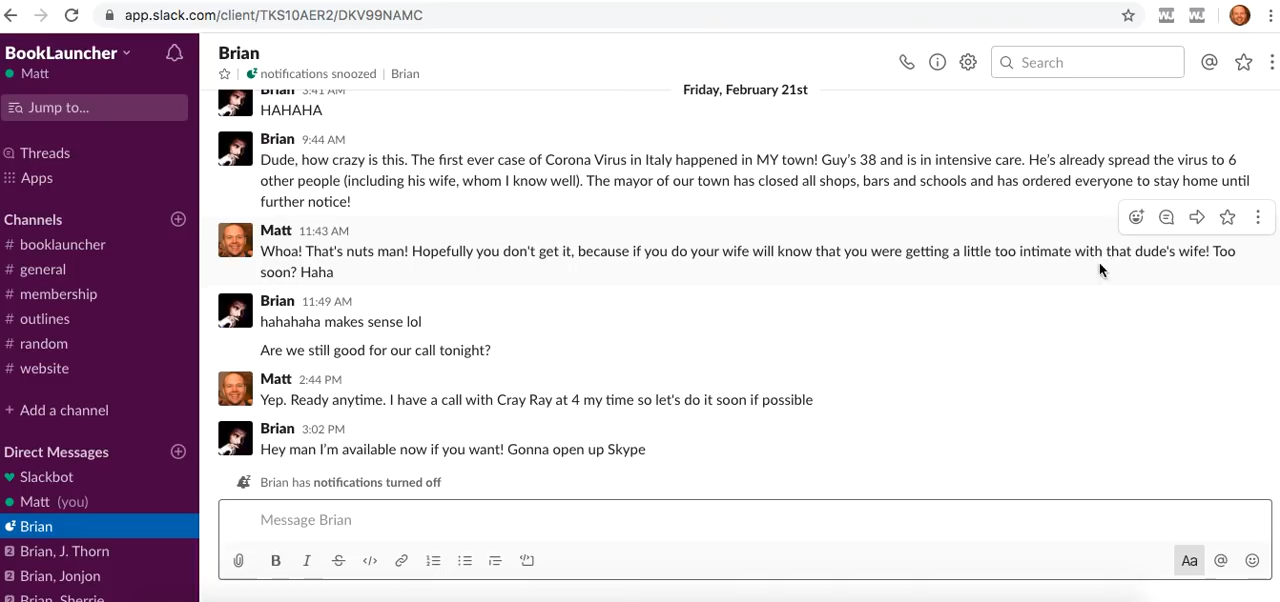 app.slack.com/client/TKS10AER2/DKV99NAMC
BookLauncher
Matt
Jump to...
Threads
Apps
Channels
# booklauncher
# general
# membership
# outlines
# random
# website
+ Add a channel
Direct Messages
Slackbot
Matt (you)
Brian
2 Brian, J. Thorn
2 Brian, Jonjon
Brian, Sherrie
Brian
notifications snoozed | Brian
Search
Friday, February 21st
Brian 3:41 AM
HAHAHA
Brian 9:44 AM
Dude, how crazy is this. The first ever case of Corona Virus in Italy happened in MY town! Guy's 38 and is in intensive care. He's already spread the virus to 6
other people (including his wife, whom I know well). The mayor of our town has closed all shops, bars and schools and has ordered everyone to stay home until
further notice!
Matt 11:43 AM
Whoa! That's nuts man! Hopefully you don't get it, because if you do your wife will know that you were getting a little too intimate with that dude's wife! Too
soon? Haha
Brian 11:49 AM
hahahaha makes sense lol
Are we still good for our call tonight?
Matt 2:44 PM
Yep. Ready anytime. I have a call with Cray Ray at 4 my time so let's do it soon if possible
Brian 3:02 PM
Hey man I'm available now if you want! Gonna open up Skype
Brian has notifications turned off
Message Brian
B I S </> Aa @